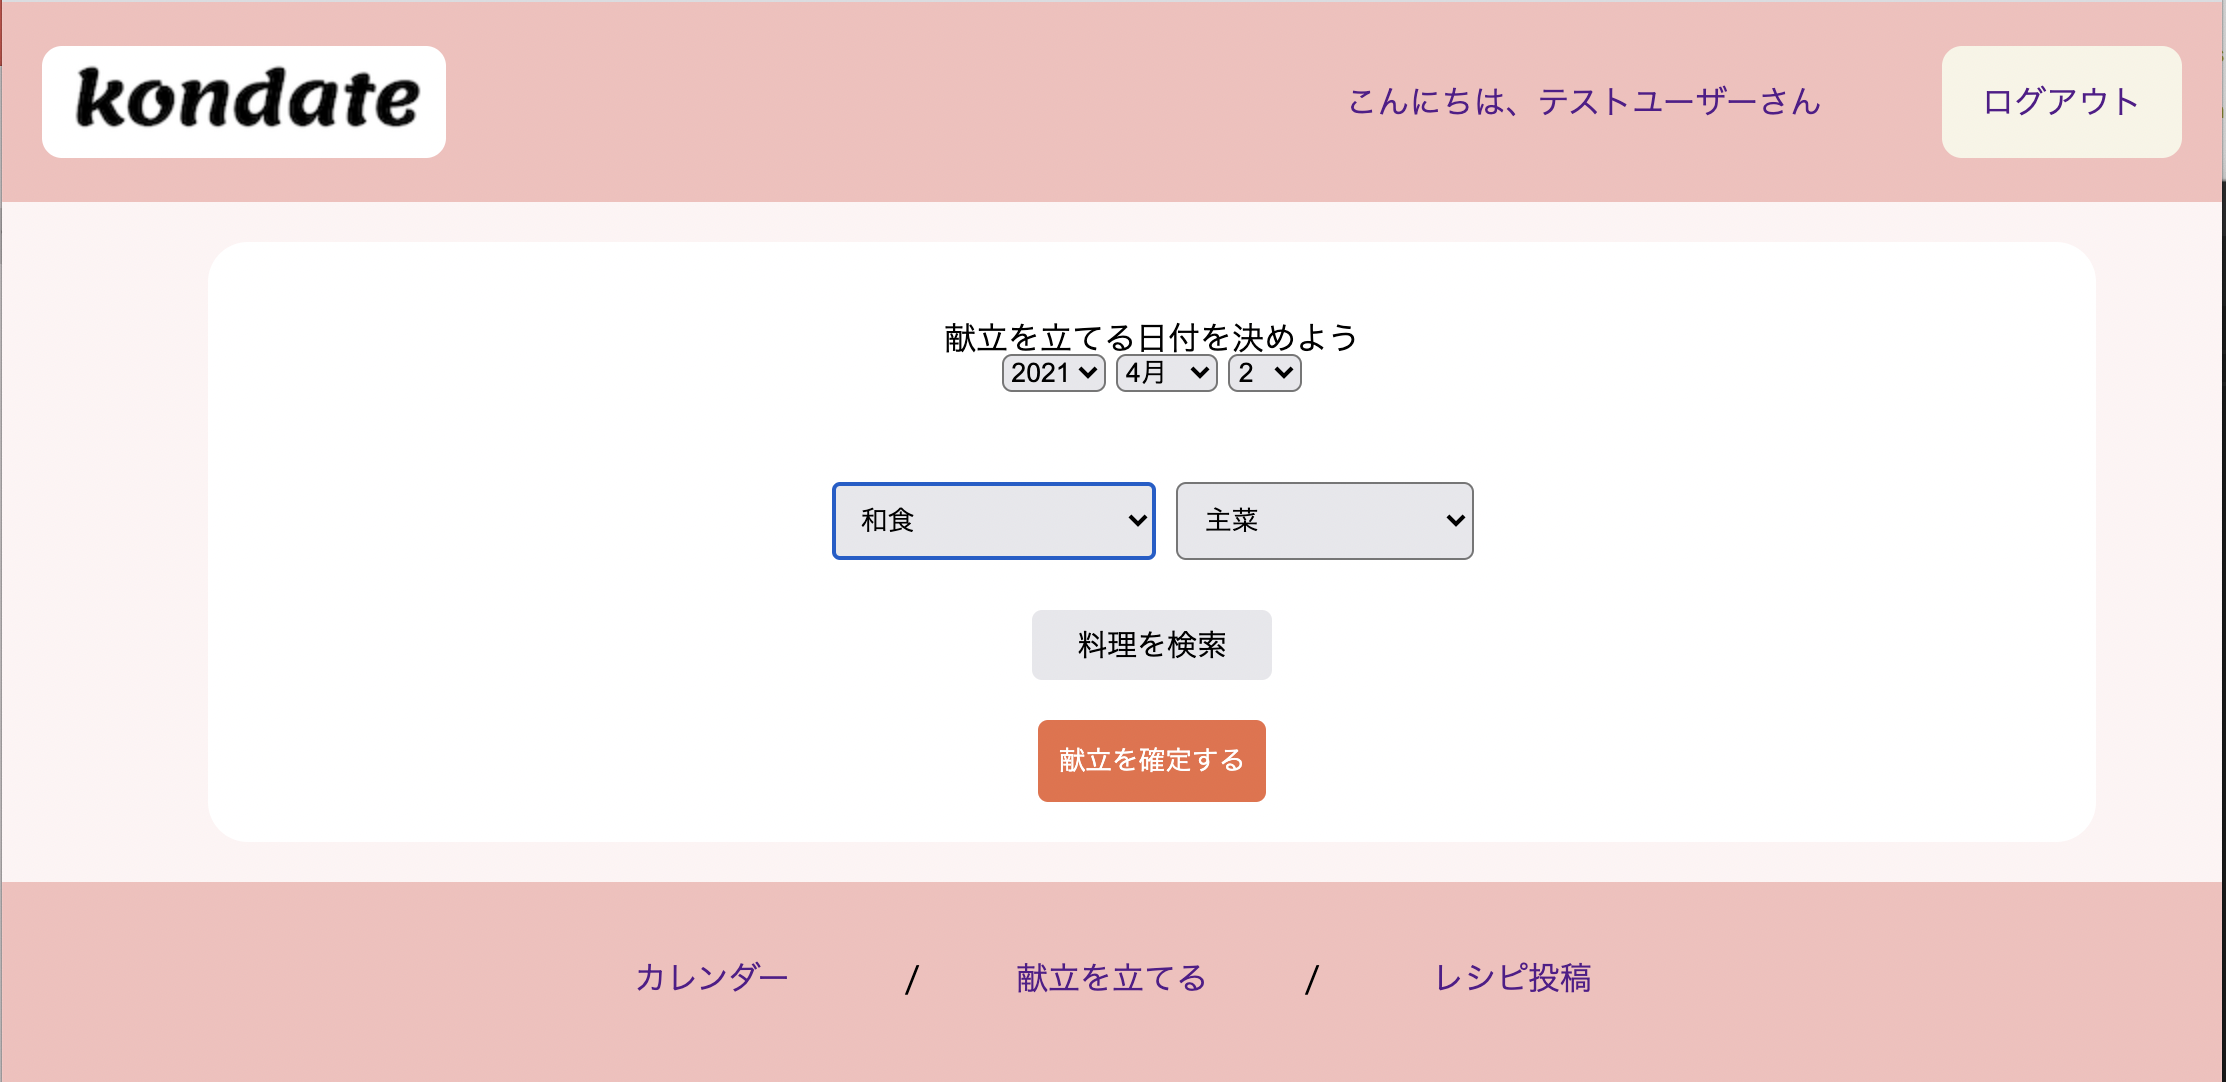 kondate
こんにちは、テストユーザーさん
ログアウト
献立を立てる日付を決めよう
2021 4月 2
和食 主菜
料理を検索
献立を確定する
カレンダー / 献立を立てる / レシピ投稿